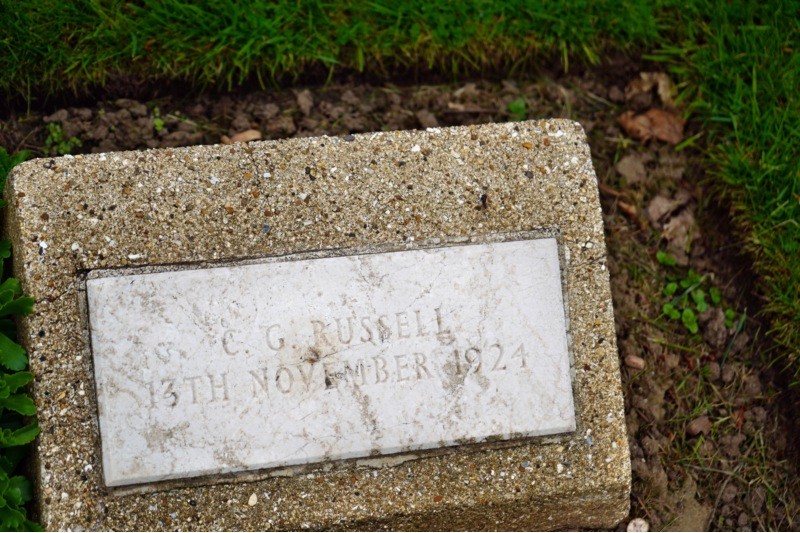 C. G. RUSSELL
13TH NOVEMBER 1924